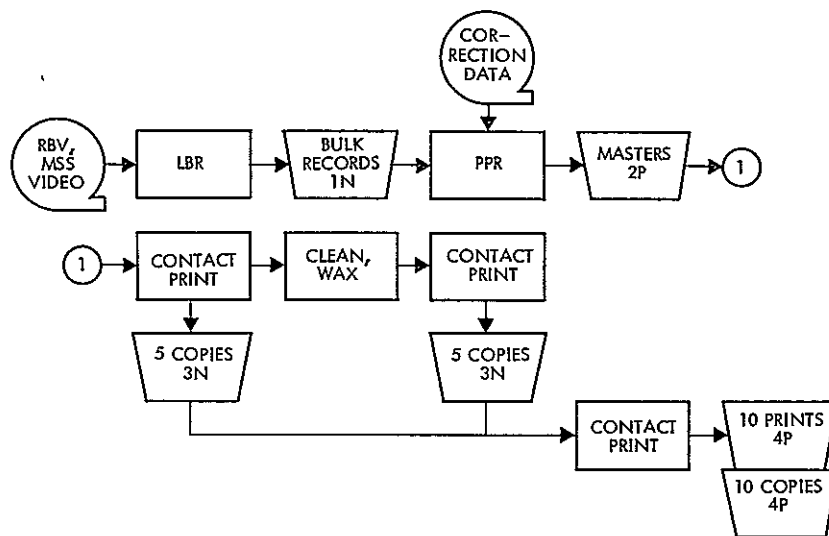 COR-
RECTION
DATA
RBV,
MSS
VIDEO
LBR
BULK
RECORDS
1N
PPR
MASTERS
2P
1
1
CONTACT
PRINT
CLEAN,
WAX
CONTACT
PRINT
5 COPIES
3N
5 COPIES
3N
CONTACT
PRINT
10 PRINTS
4P
10 COPIES
4P